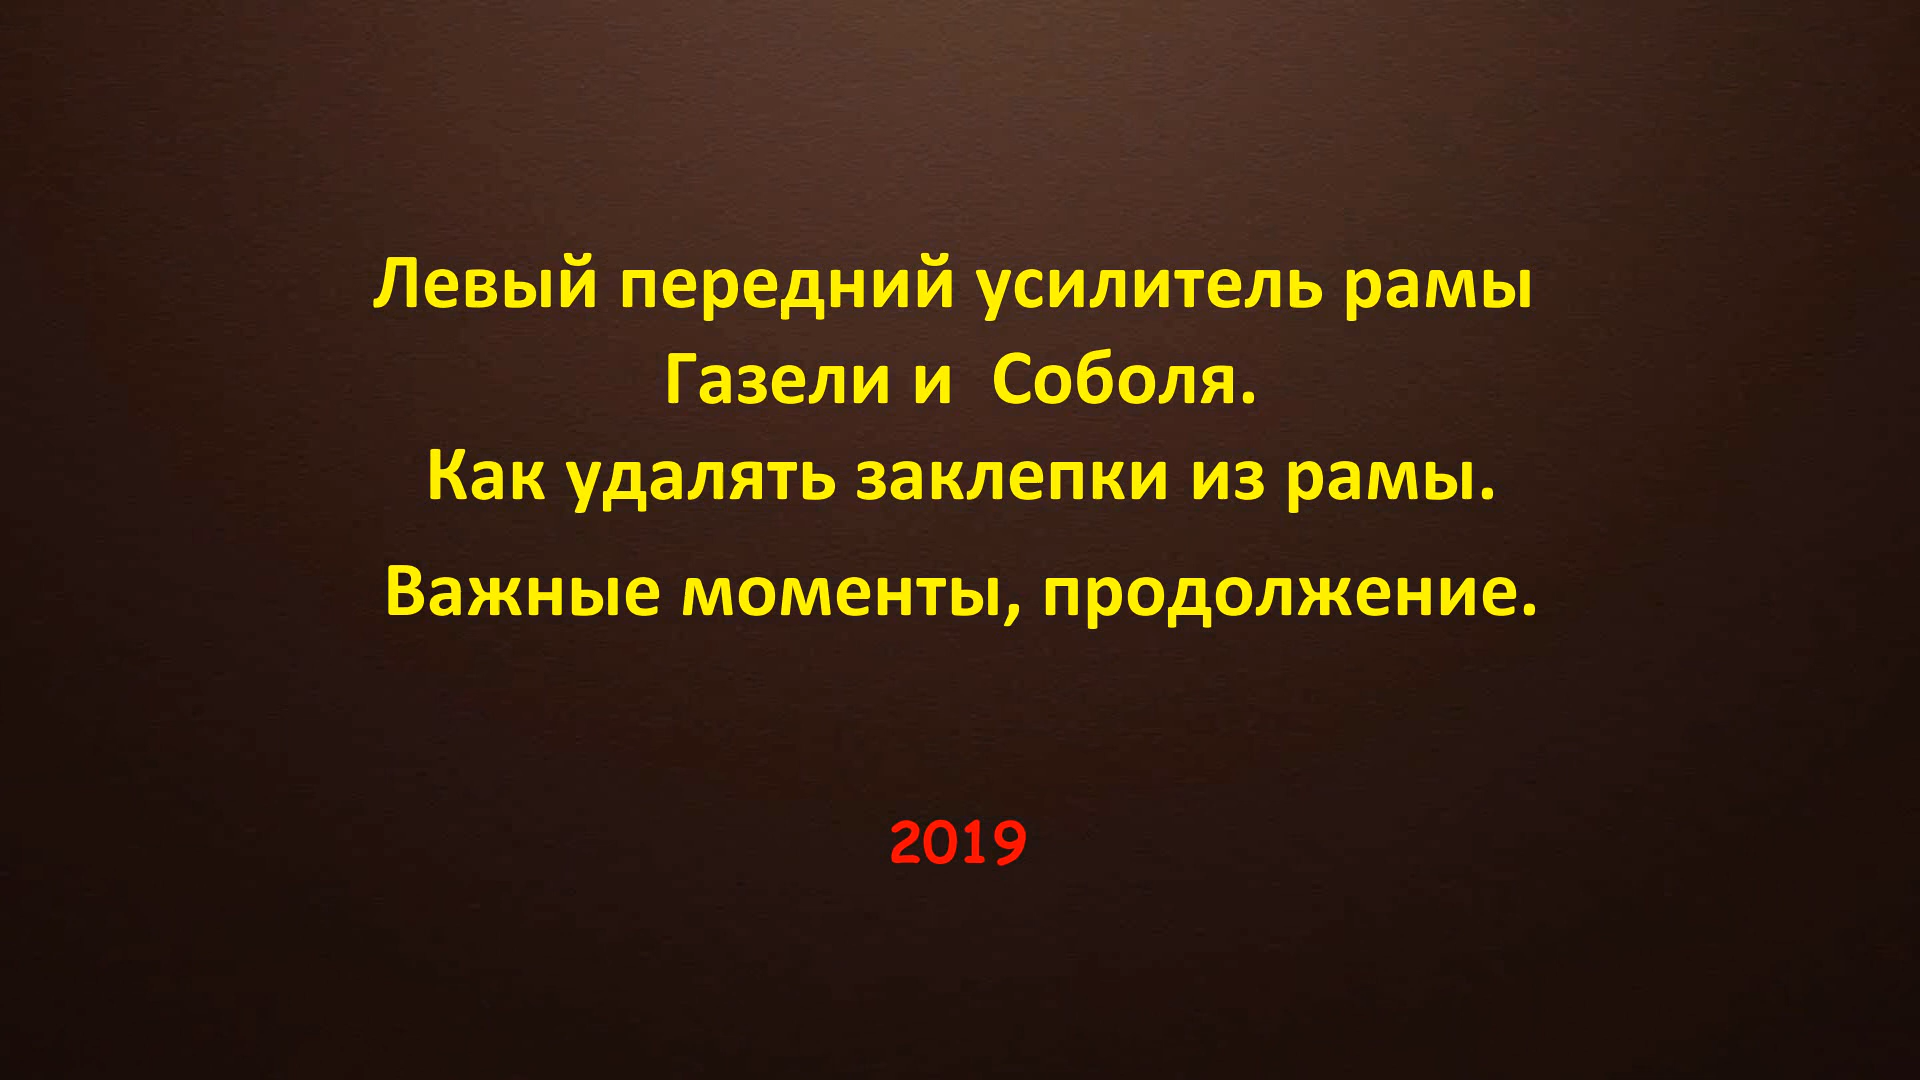 Левый передний усилитель рамы
Газели и  Соболя.
Как удалять заклепки из рамы.
Важные моменты, продолжение.
2019